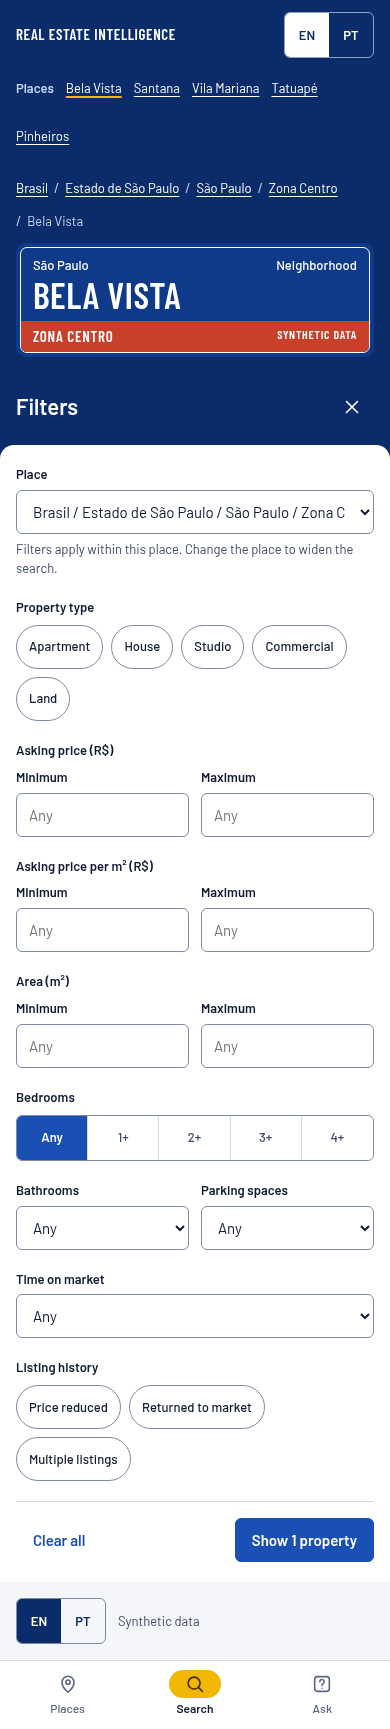 REAL ESTATE INTELLIGENCE
EN PT
Places Bela Vista Santana Vila Mariana Tatuapé
Pinheiros
Brasil / Estado de São Paulo / São Paulo / Zona Centro
/ Bela Vista
São Paulo Neighborhood
BELA VISTA
ZONA CENTRO SYNTHETIC DATA
Filters
Place
Brasil / Estado de São Paulo / São Paulo / Zona C
Filters apply within this place. Change the place to widen the
search.
Property type
Apartment House Studio Commercial
Land
Asking price (R$)
Minimum Maximum
Any Any
Asking price per m² (R$)
Minimum Maximum
Any Any
Area (m²)
Minimum Maximum
Any Any
Bedrooms
Any 1+ 2+ 3+ 4+
Bathrooms Parking spaces
Any Any
Time on market
Any
Listing history
Price reduced Returned to market
Multiple listings
Clear all Show 1 property
EN PT Synthetic data
Places Search Ask